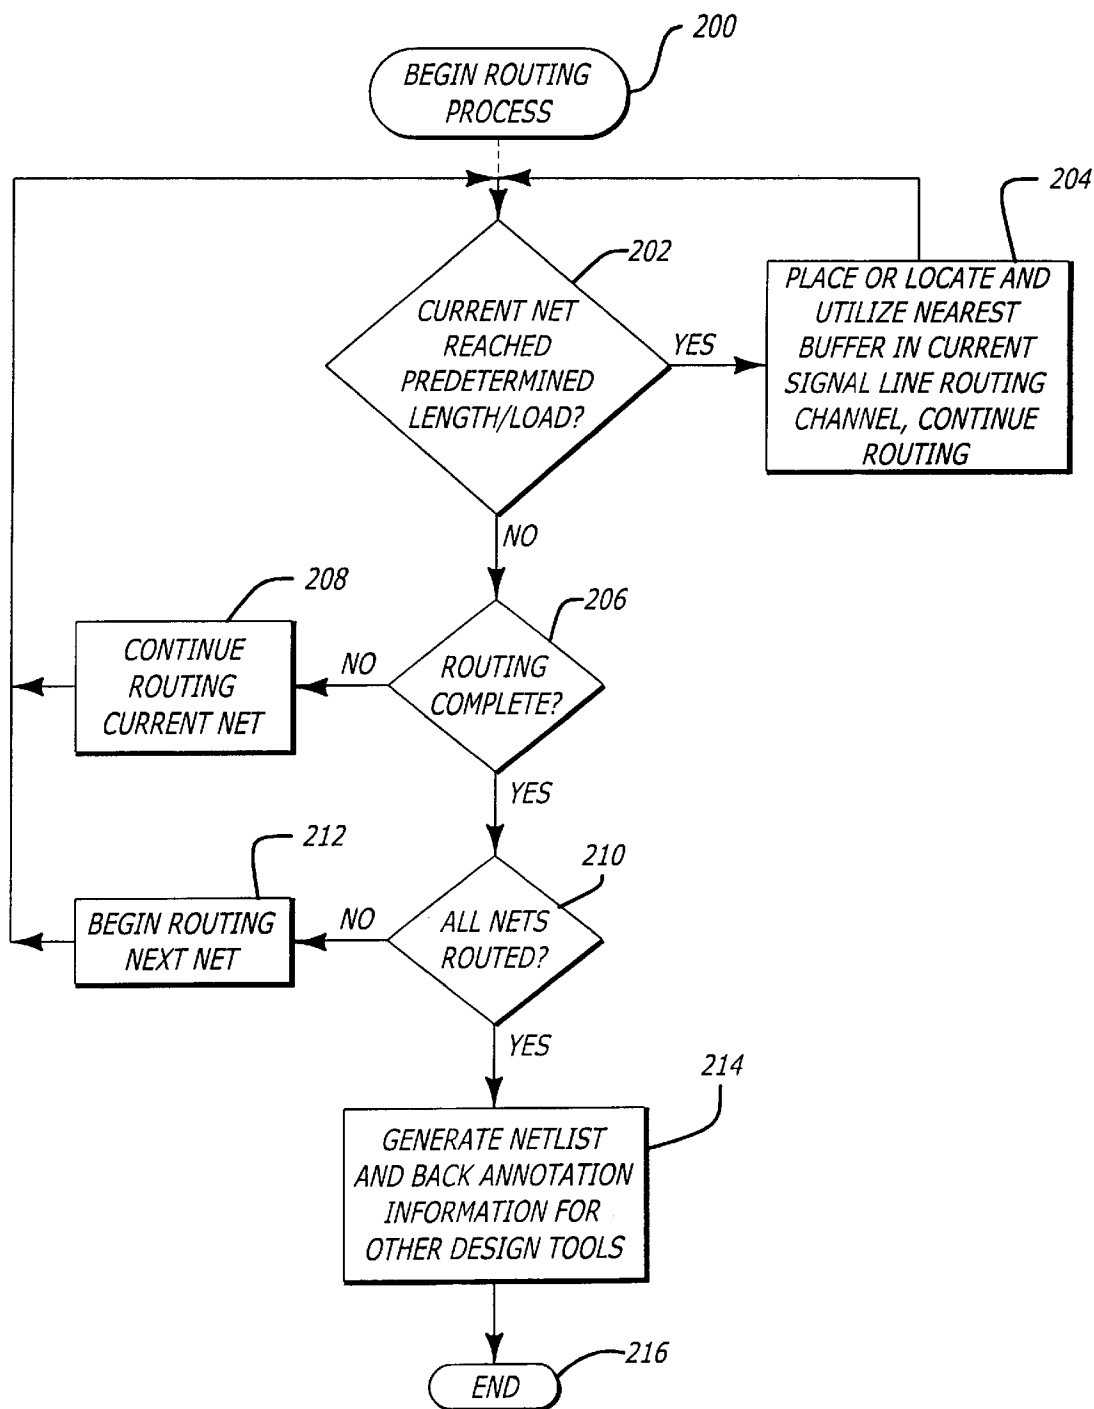 200
BEGIN ROUTING
PROCESS
204
202
CURRENT NET
REACHED
PREDETERMINED
LENGTH/LOAD?
YES
PLACE OR LOCATE AND
UTILIZE NEAREST
BUFFER IN CURRENT
SIGNAL LINE ROUTING
CHANNEL, CONTINUE
ROUTING
NO
208
206
CONTINUE
ROUTING
CURRENT NET
NO
ROUTING
COMPLETE?
YES
212
210
BEGIN ROUTING
NEXT NET
NO
ALL NETS
ROUTED?
YES
214
GENERATE NETLIST
AND BACK ANNOTATION
INFORMATION FOR
OTHER DESIGN TOOLS
216
END